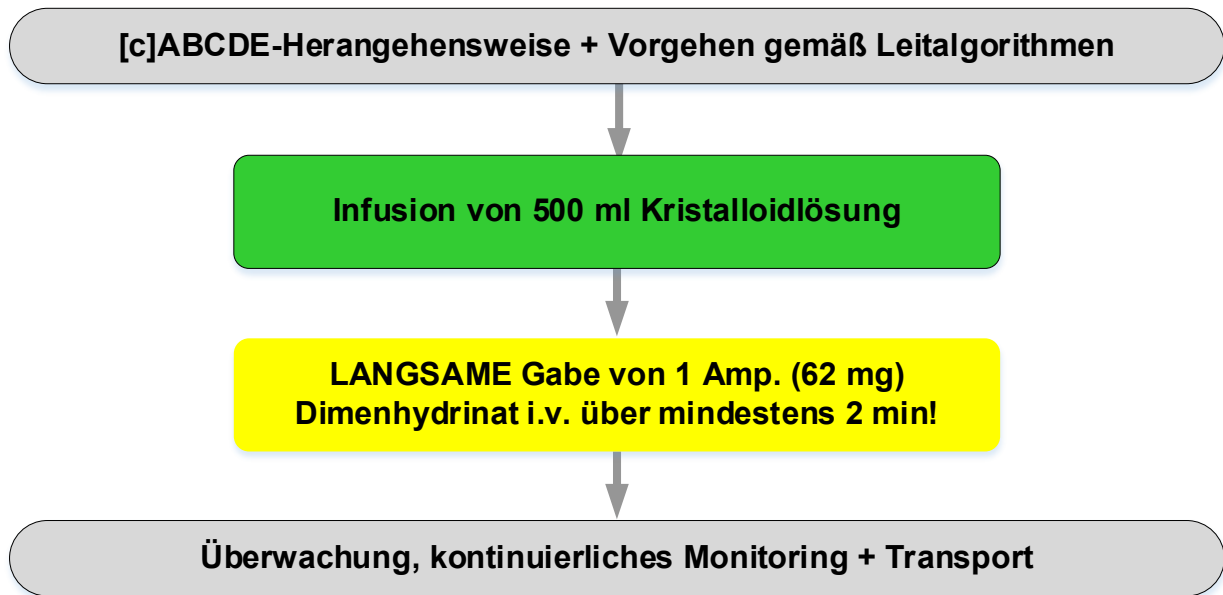 [c]ABCDE-Herangehensweise + Vorgehen gemäß Leitalgorithmen
Infusion von 500 ml Kristalloidlösung
LANGSAME Gabe von 1 Amp. (62 mg)
Dimenhydrinat i.v. über mindestens 2 min!
Überwachung, kontinuierliches Monitoring + Transport